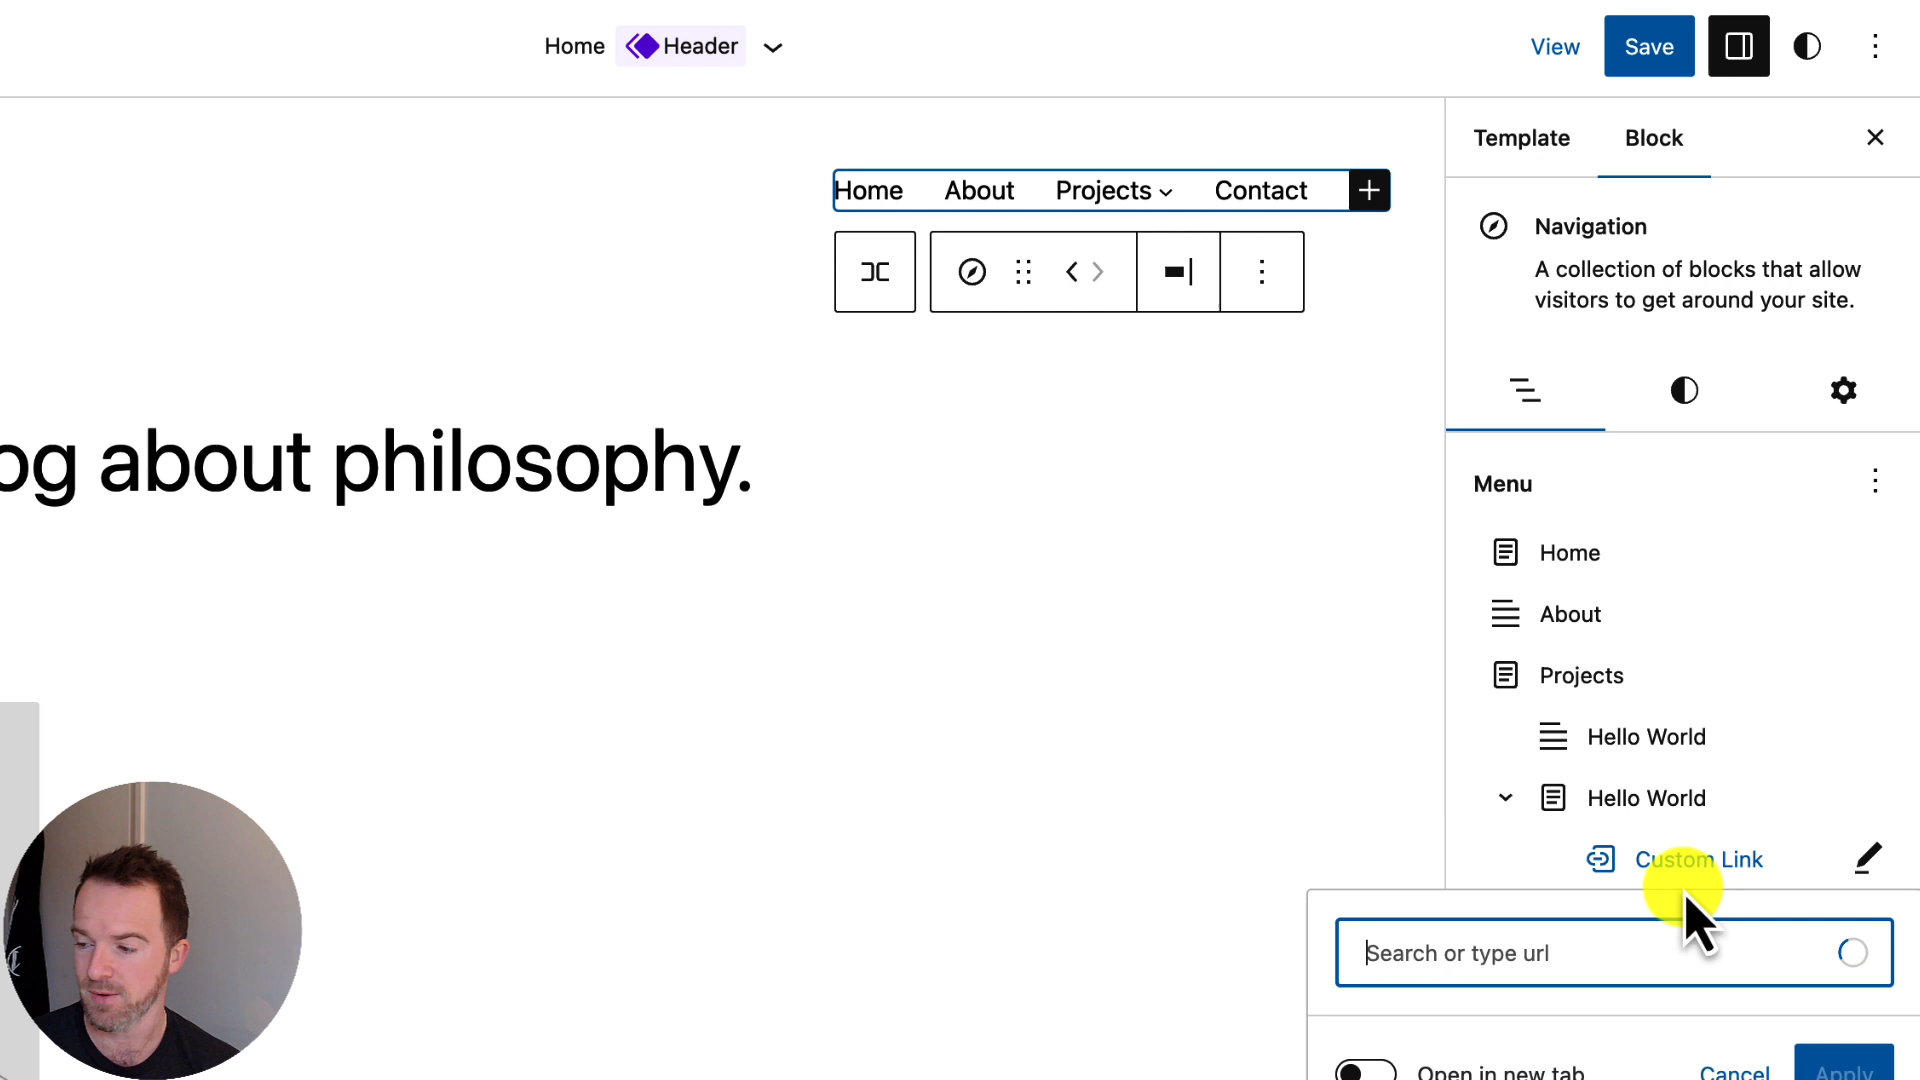 Home Header
View Save
Template Block
Home About Projects Contact
Navigation
A collection of blocks that allow
visitors to get around your site.
og about philosophy.
Menu
Home
About
Projects
Hello World
Hello World
Custom Link
Search or type url
Open in new tab Cancel Apply